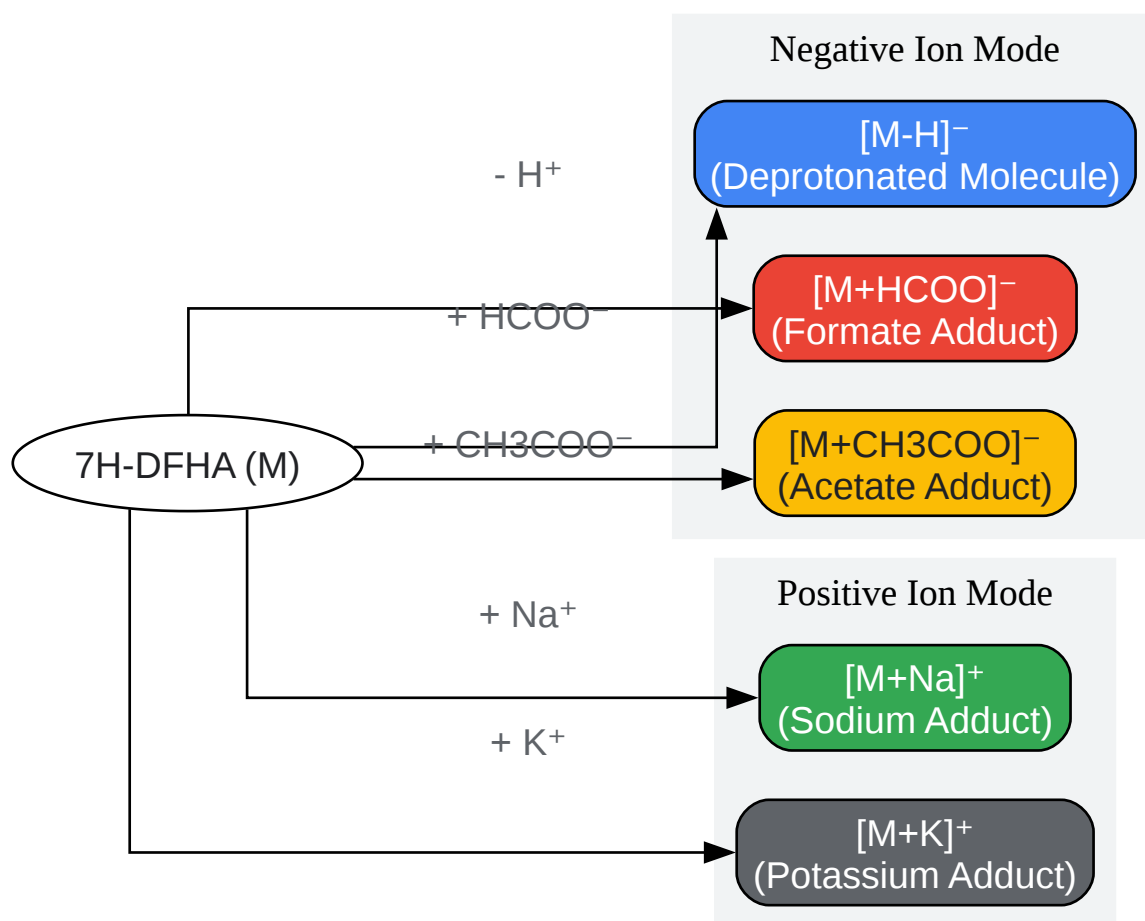 Negative Ion Mode
[M-H]⁻
(Deprotonated Molecule)
- H⁺
[M+HCOO]⁻
(Formate Adduct)
+ HCOO⁻
[M+CH3COO]⁻
(Acetate Adduct)
+ CH3COO⁻
7H-DFHA (M)
Positive Ion Mode
+ Na⁺
[M+Na]⁺
(Sodium Adduct)
+ K⁺
[M+K]⁺
(Potassium Adduct)